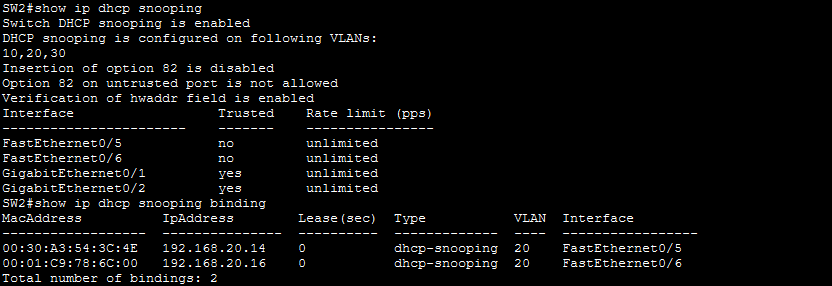 SW2#show ip dhcp snooping
Switch DHCP snooping is enabled
DHCP snooping is configured on following VLANs:
10,20,30
Insertion of option 82 is disabled
Option 82 on untrusted port is not allowed
Verification of hwaddr field is enabled
Interface                Trusted    Rate limit (pps)
-----------------------  -------    ----------------
FastEthernet0/5          no         unlimited
FastEthernet0/6          no         unlimited
GigabitEthernet0/1       yes        unlimited
GigabitEthernet0/2       yes        unlimited
SW2#show ip dhcp snooping binding
MacAddress          IpAddress        Lease(sec)  Type           VLAN  Interface
------------------  ---------------  ----------  -------------  ----  -----------------
00:30:A3:54:3C:4E   192.168.20.14    0           dhcp-snooping  20    FastEthernet0/5
00:01:C9:78:6C:00   192.168.20.16    0           dhcp-snooping  20    FastEthernet0/6
Total number of bindings: 2